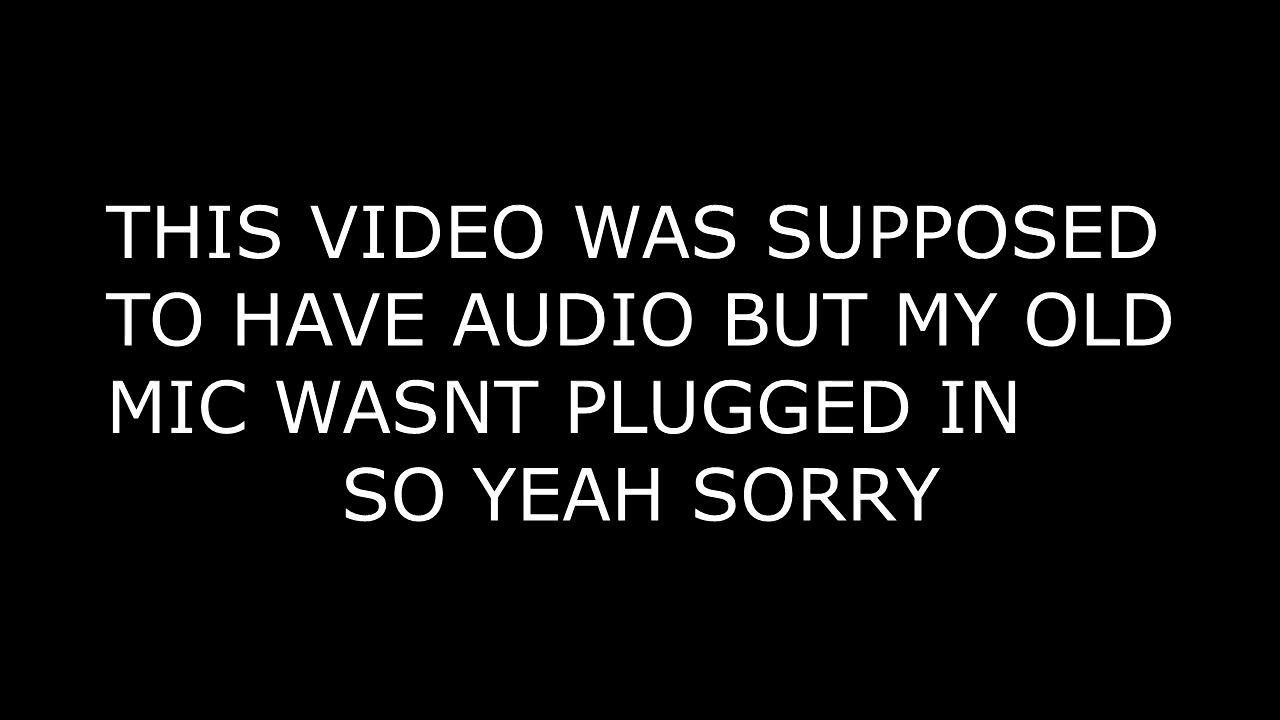 THIS VIDEO WAS SUPPOSED
TO HAVE AUDIO BUT MY OLD
MIC WASNT PLUGGED IN
SO YEAH SORRY